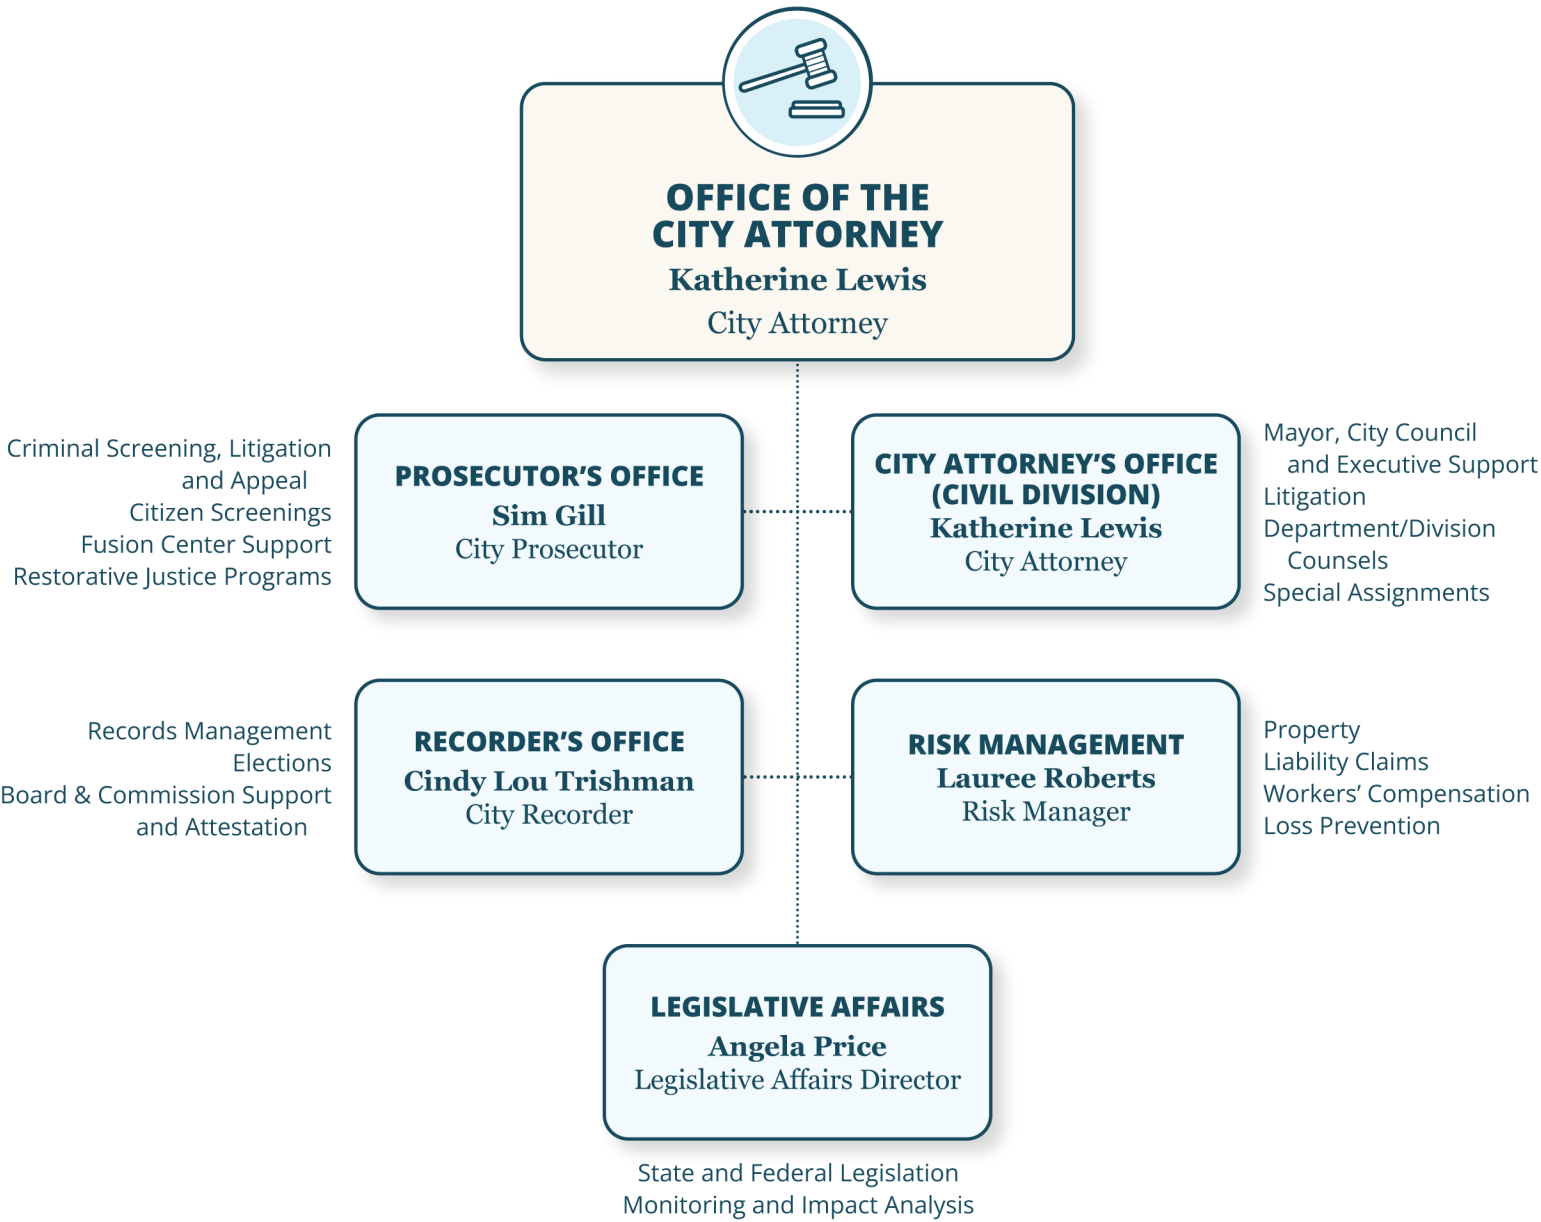 OFFICE OF THE
CITY ATTORNEY
Katherine Lewis
City Attorney
Criminal Screening, Litigation
and Appeal
Citizen Screenings
Fusion Center Support
Restorative Justice Programs
PROSECUTOR’S OFFICE
Sim Gill
City Prosecutor
CITY ATTORNEY’S OFFICE
(CIVIL DIVISION)
Katherine Lewis
City Attorney
Mayor, City Council
and Executive Support
Litigation
Department/Division
Counsels
Special Assignments
Records Management
Elections
Board & Commission Support
and Attestation
RECORDER’S OFFICE
Cindy Lou Trishman
City Recorder
RISK MANAGEMENT
Lauree Roberts
Risk Manager
Property
Liability Claims
Workers’ Compensation
Loss Prevention
LEGISLATIVE AFFAIRS
Angela Price
Legislative Affairs Director
State and Federal Legislation
Monitoring and Impact Analysis